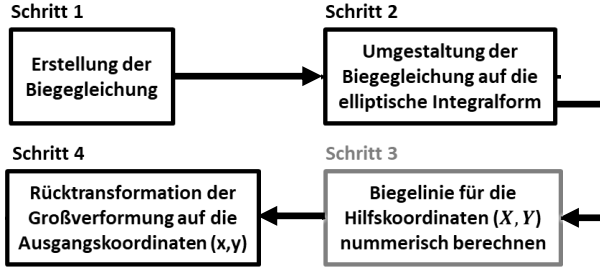 Schritt 1
Erstellung der
Biegegleichung
Schritt 2
Umgestaltung der
Biegegleichung auf die
elliptische Integralform
Schritt 3
Biegelinie für die
Hilfskoordinaten (X, Y)
nummerisch berechnen
Schritt 4
Rücktransformation der
Großverformung auf die
Ausgangskoordinaten (x,y)